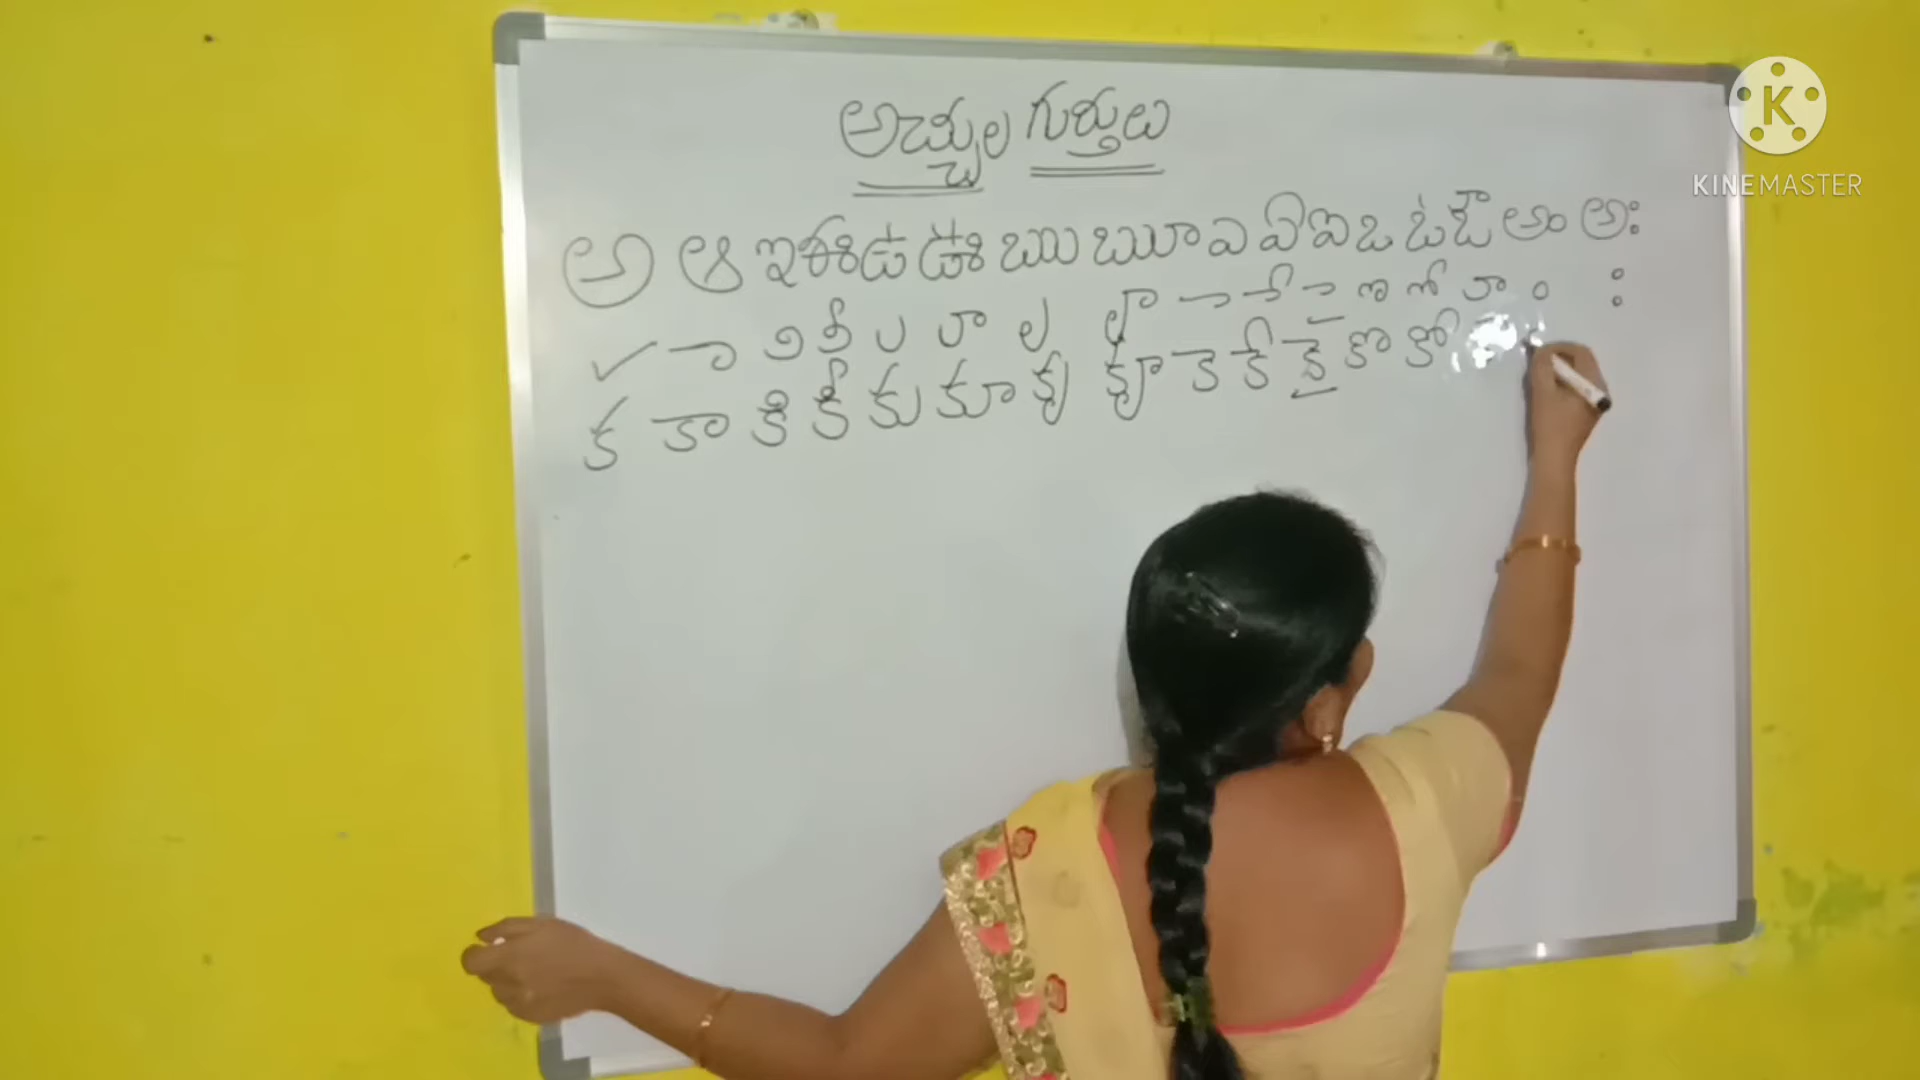 అచ్చుల గుర్తులు
అ ఆ ఇ ఈ ఉ ఊ ఋ ౠ ఎ ఏ ఐ ఒ ఓ ఔ అం అః
✓ ా ి ీ ు ూ ృ ౄ ె ే ై ొ ో ౌ ం ః
క కా కి కీ కు కూ కృ కౄ కె కే కై కొ కో
K
KINEMASTER